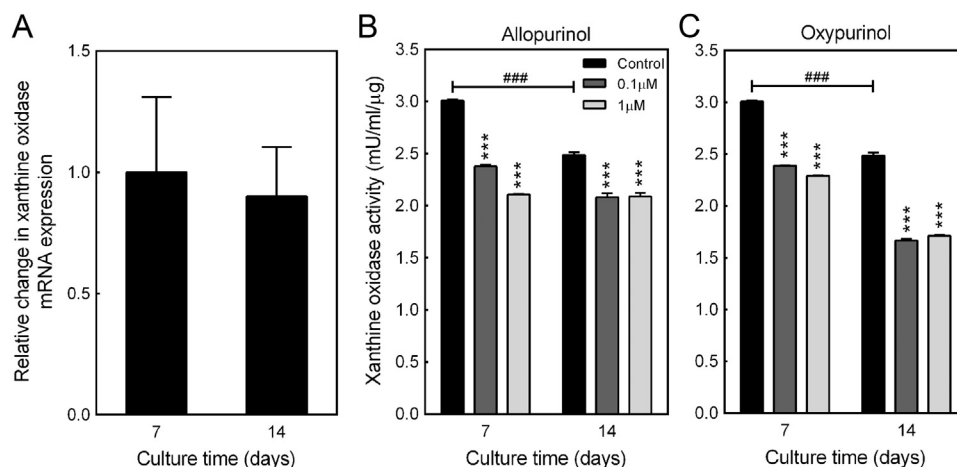 A
Relative change in xanthine oxidase
mRNA expression
1.5
1.0
0.5
0.0
7
14
Culture time (days)
B
Allopurinol
Xanthine oxidase activity (mU/ml/μg)
3.5
3.0
2.5
2.0
1.5
1.0
0.5
0.0
###
Control
0.1μM
1μM
***
***
***
***
7
14
Culture time (days)
C
Oxypurinol
3.5
3.0
2.5
2.0
1.5
1.0
0.5
0.0
###
***
***
***
***
7
14
Culture time (days)